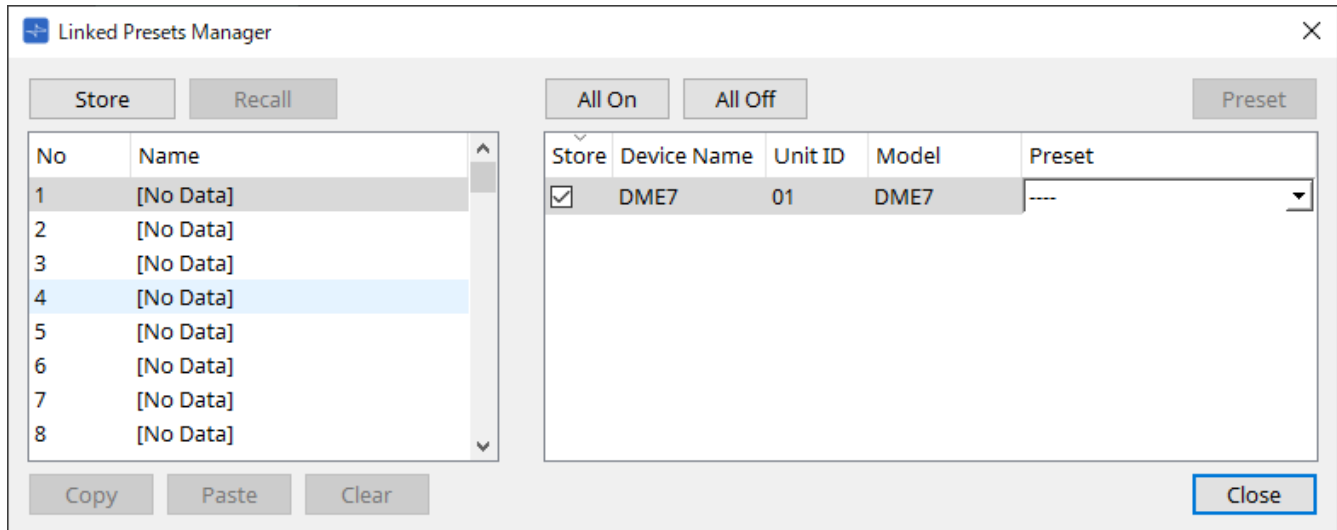 Linked Presets Manager
Store Recall All On All Off Preset
No Name Store Device Name Unit ID Model Preset
1 [No Data] DME7 01 DME7 ----
2 [No Data]
3 [No Data]
4 [No Data]
5 [No Data]
6 [No Data]
7 [No Data]
8 [No Data]
Copy Paste Clear Close